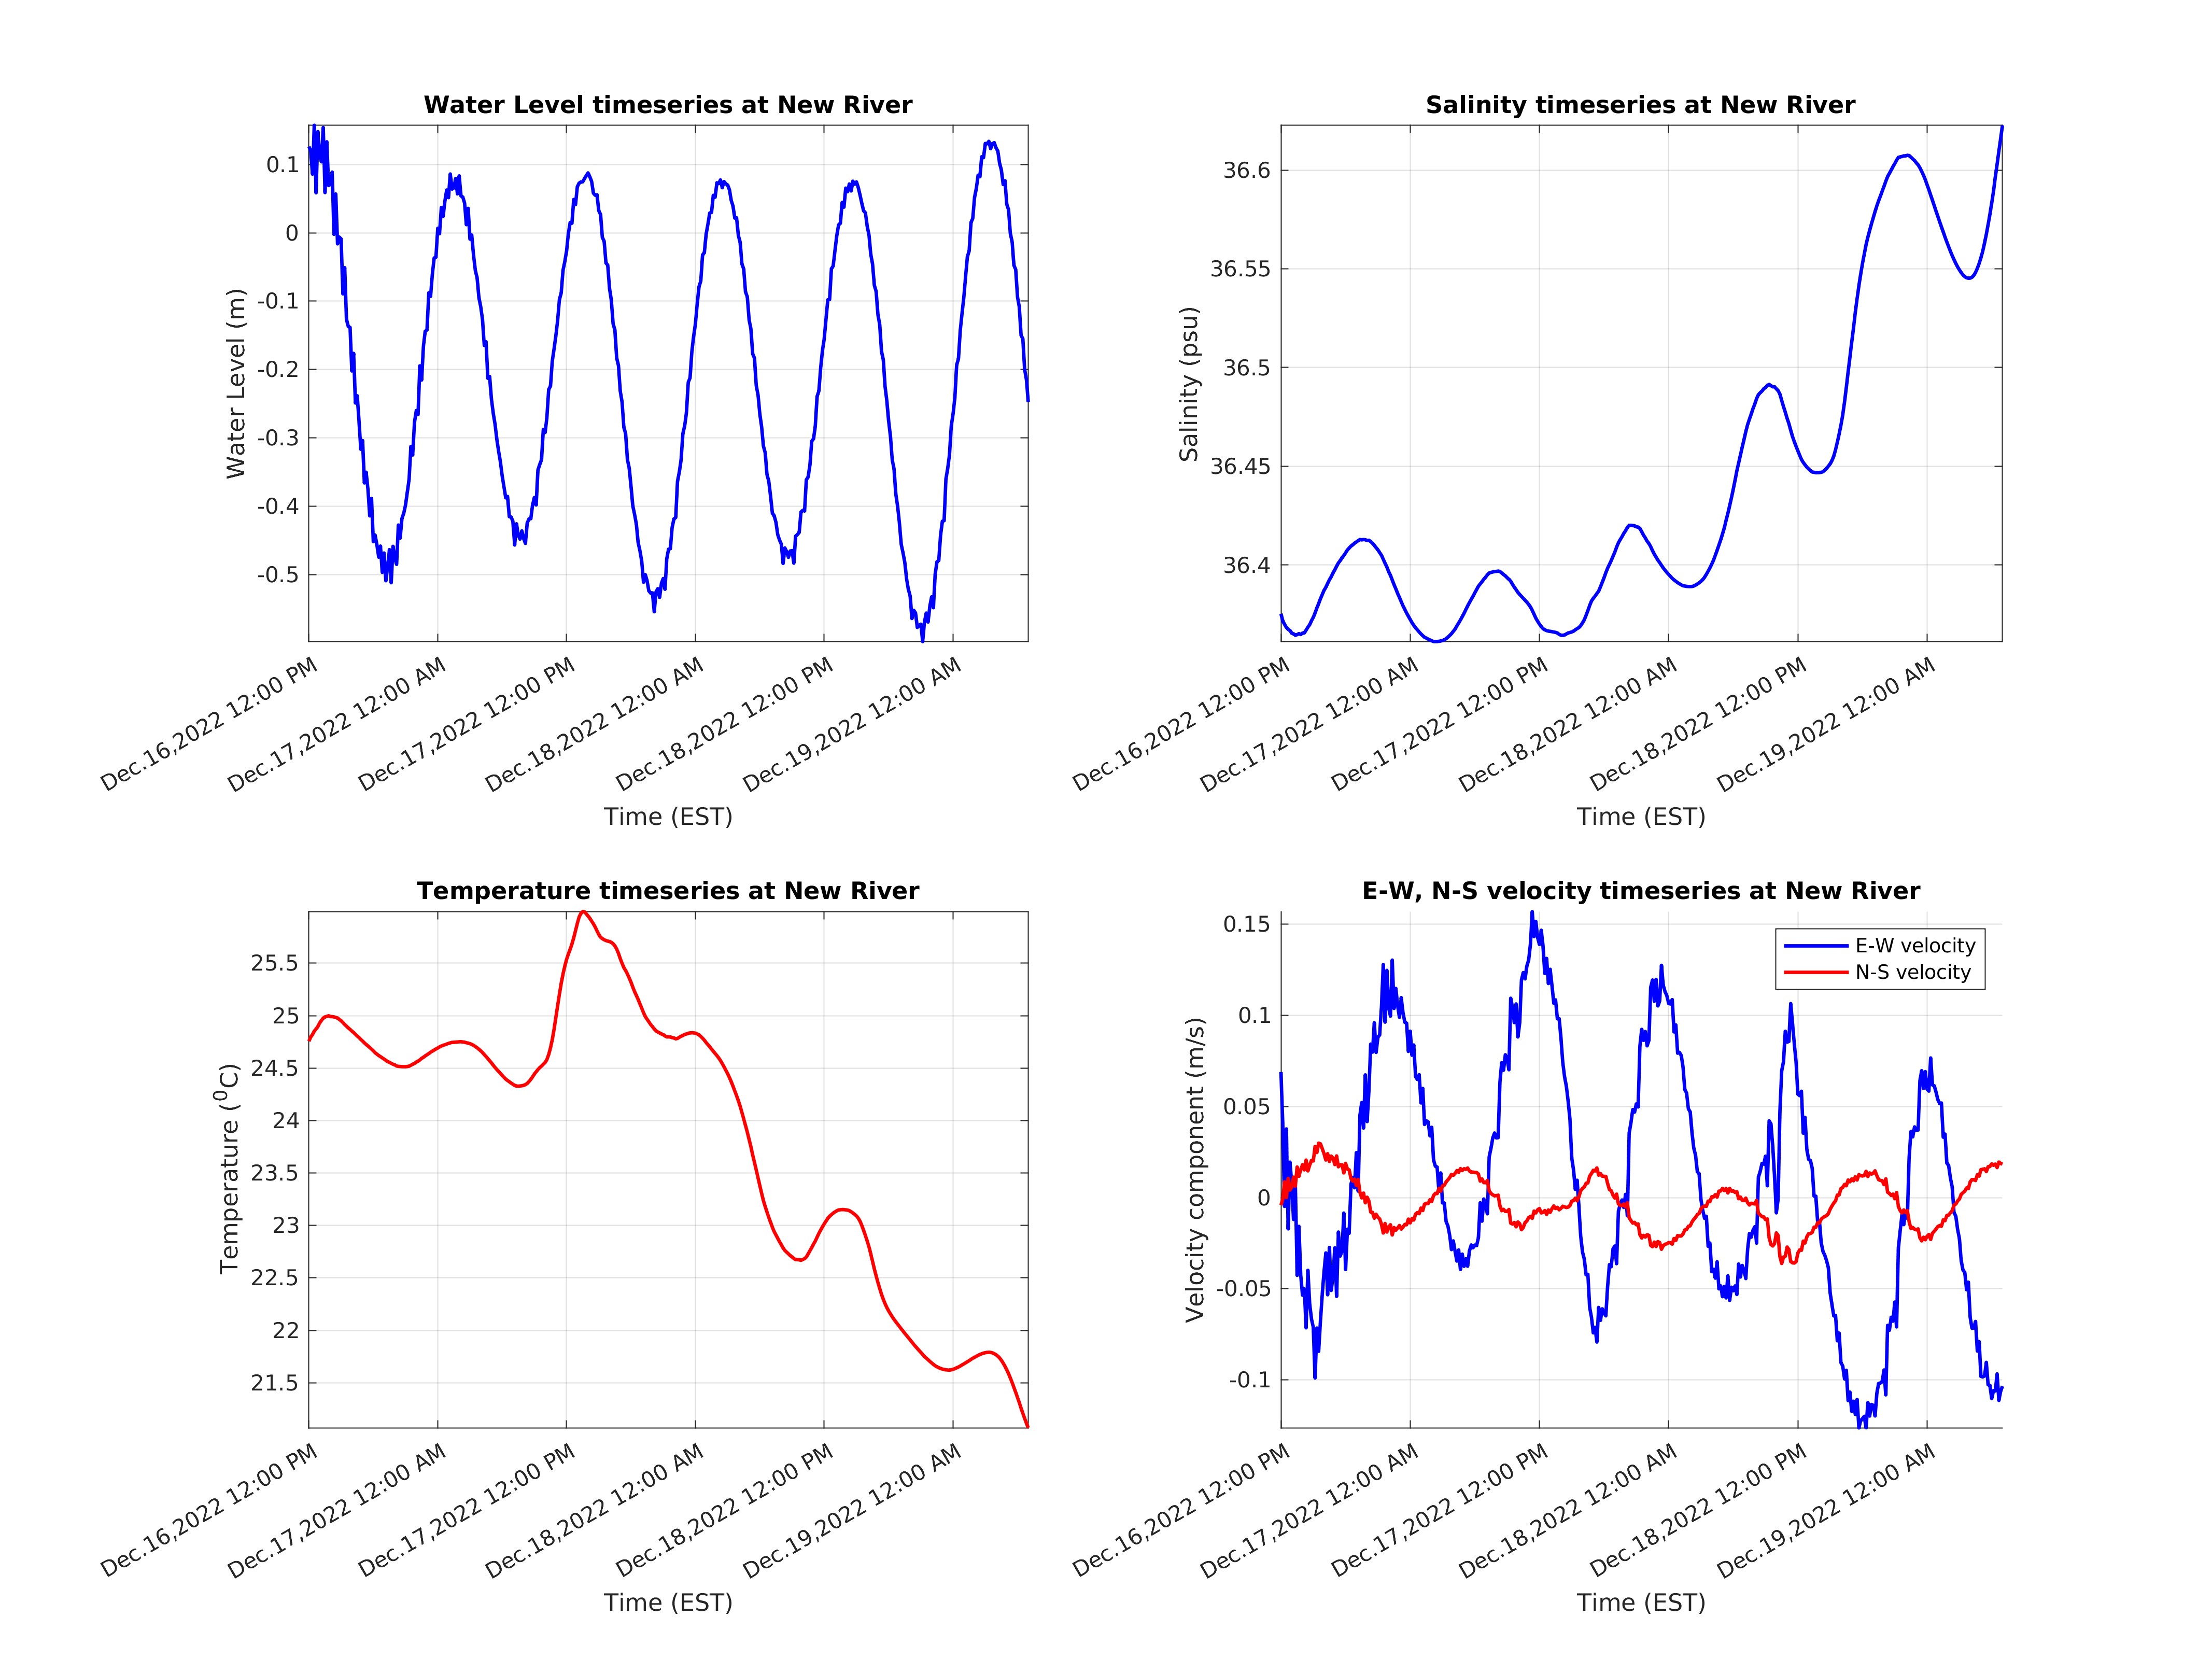 Water Level timeseries at New River
Water Level (m)
0.1
0
-0.1
-0.2
-0.3
-0.4
-0.5
Dec.16,2022 12:00 PM
Dec.17,2022 12:00 AM
Dec.17,2022 12:00 PM
Dec.18,2022 12:00 AM
Dec.18,2022 12:00 PM
Dec.19,2022 12:00 AM
Time (EST)
Salinity timeseries at New River
Salinity (psu)
36.6
36.55
36.5
36.45
36.4
Dec.16,2022 12:00 PM
Dec.17,2022 12:00 AM
Dec.17,2022 12:00 PM
Dec.18,2022 12:00 AM
Dec.18,2022 12:00 PM
Dec.19,2022 12:00 AM
Time (EST)
Temperature timeseries at New River
Temperature (⁰C)
25.5
25
24.5
24
23.5
23
22.5
22
21.5
Dec.16,2022 12:00 PM
Dec.17,2022 12:00 AM
Dec.17,2022 12:00 PM
Dec.18,2022 12:00 AM
Dec.18,2022 12:00 PM
Dec.19,2022 12:00 AM
Time (EST)
E-W, N-S velocity timeseries at New River
Velocity component (m/s)
0.15
0.1
0.05
0
-0.05
-0.1
E-W velocity
N-S velocity
Dec.16,2022 12:00 PM
Dec.17,2022 12:00 AM
Dec.17,2022 12:00 PM
Dec.18,2022 12:00 AM
Dec.18,2022 12:00 PM
Dec.19,2022 12:00 AM
Time (EST)